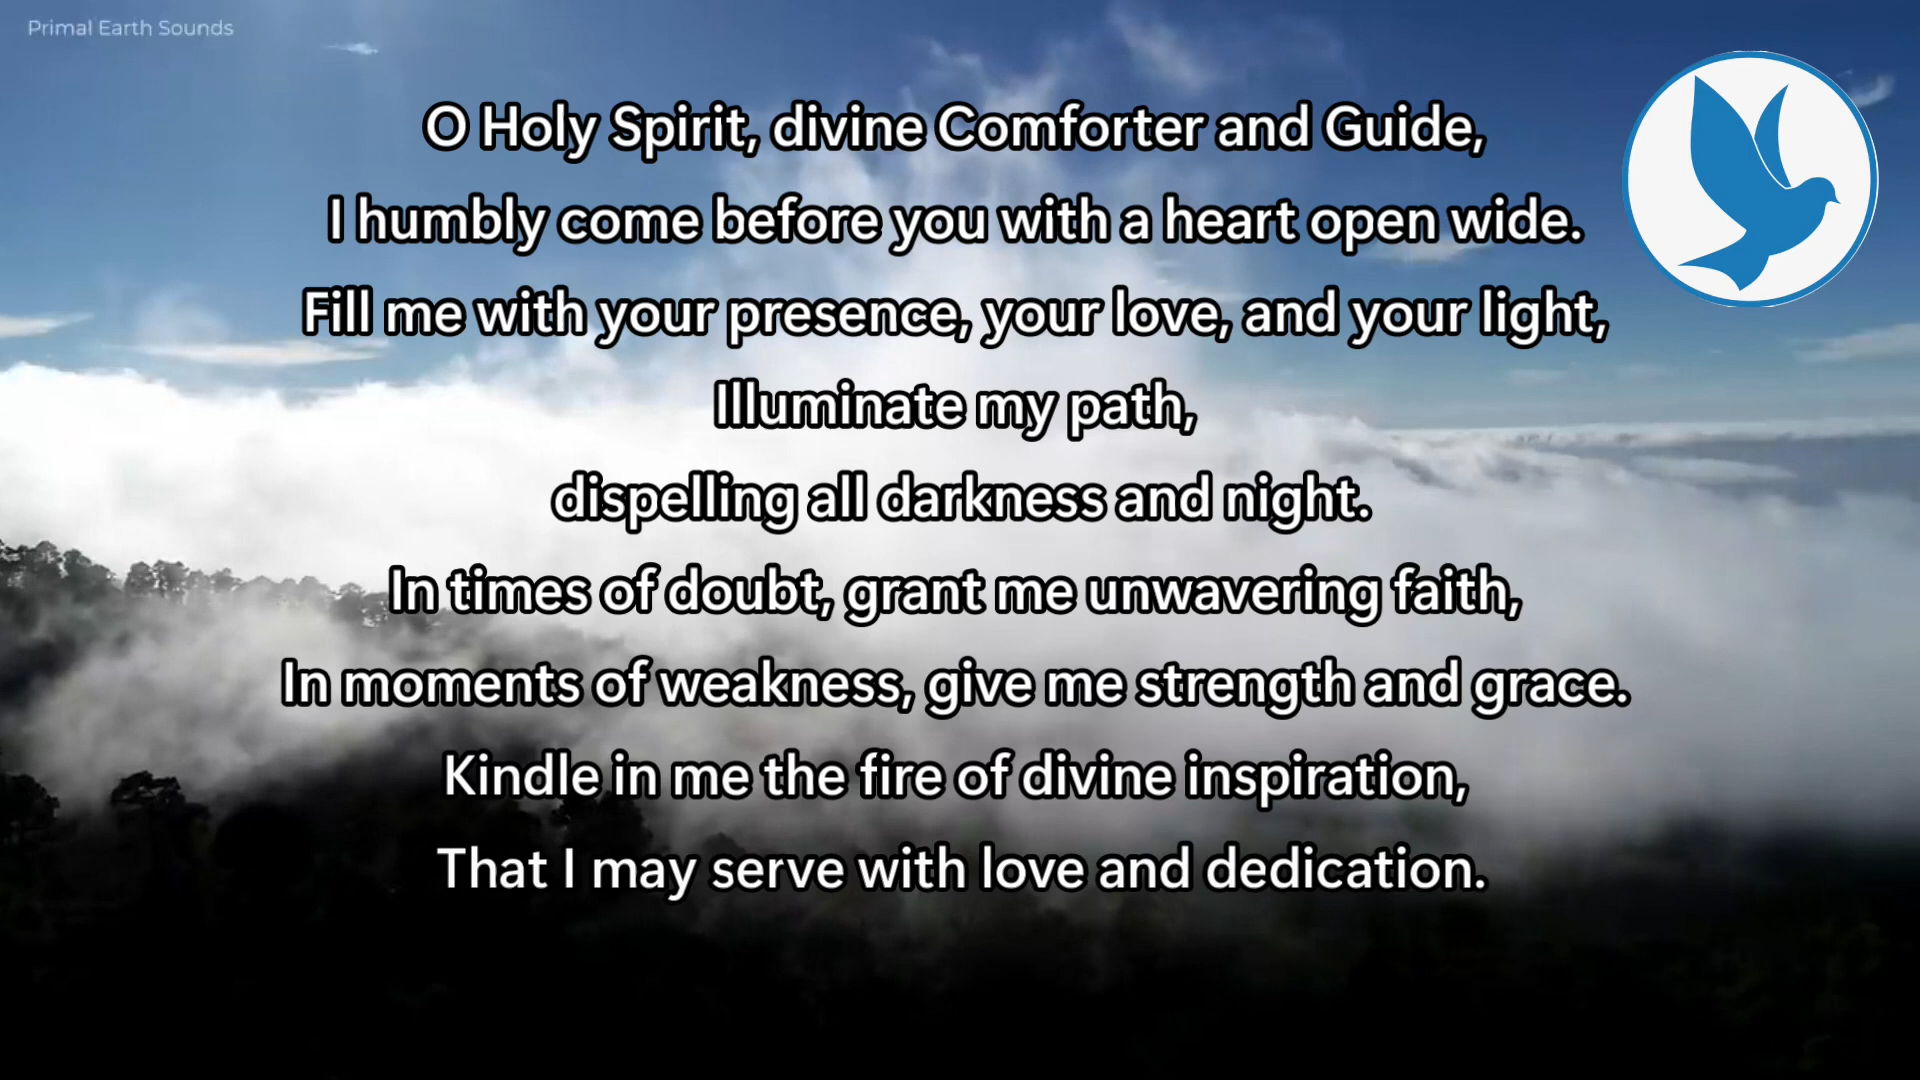 Primal Earth Sounds
O Holy Spirit, divine Comforter and Guide,
I humbly come before you with a heart open wide.
Fill me with your presence, your love, and your light,
Illuminate my path,
dispelling all darkness and night.
In times of doubt, grant me unwavering faith,
In moments of weakness, give me strength and grace.
Kindle in me the fire of divine inspiration,
That I may serve with love and dedication.